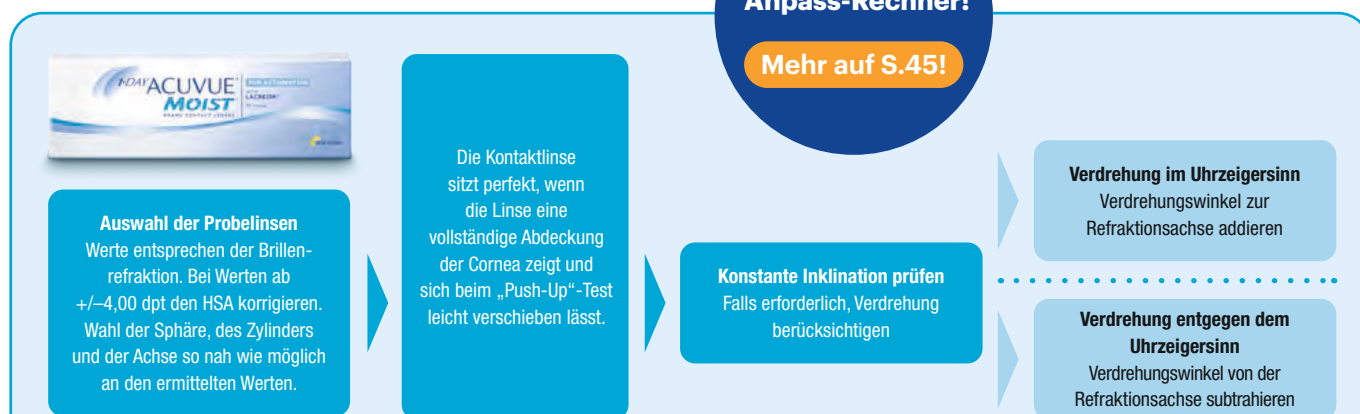 Anpass-Rechner!
Mehr auf S.45!
1-DAY ACUVUE
MOIST
LACREON
Auswahl der Probelinsen
Werte entsprechen der Brillen-
refraktion. Bei Werten ab
+/–4,00 dpt den HSA korrigieren.
Wahl der Sphäre, des Zylinders
und der Achse so nah wie möglich
an den ermittelten Werten.
Die Kontaktlinse
sitzt perfekt, wenn
die Linse eine
vollständige Abdeckung
der Cornea zeigt und
sich beim „Push-Up“-Test
leicht verschieben lässt.
Konstante Inklination prüfen
Falls erforderlich, Verdrehung
berücksichtigen
Verdrehung im Uhrzeigersinn
Verdrehungswinkel zur
Refraktionsachse addieren
Verdrehung entgegen dem
Uhrzeigersinn
Verdrehungswinkel von der
Refraktionsachse subtrahieren